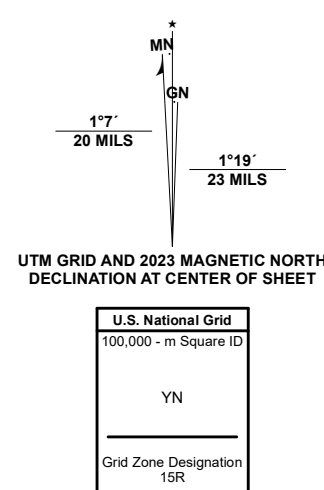 ★
MN
GN
1°7´
20 MILS
1°19´
23 MILS
UTM GRID AND 2023 MAGNETIC NORTH
DECLINATION AT CENTER OF SHEET
U.S. National Grid
100,000 - m Square ID
YN
Grid Zone Designation
15R